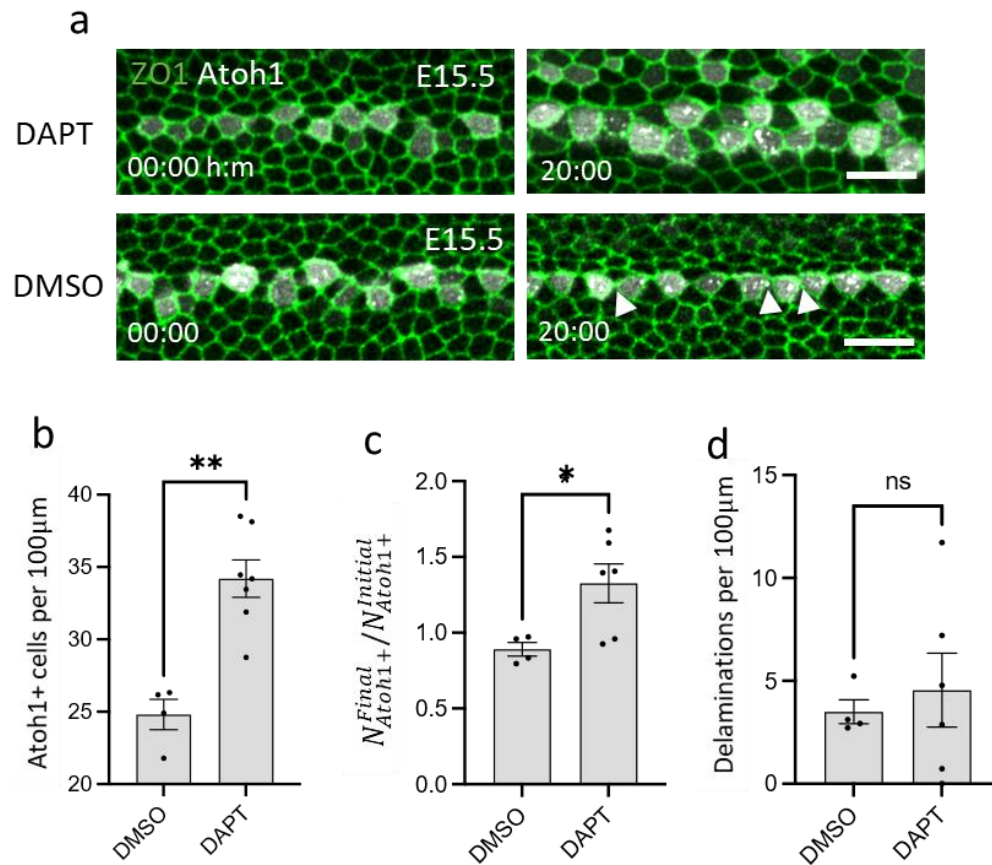 a
ZO1 Atoh1
E15.5
DAPT
00:00 h:m
20:00
E15.5
DMSO
00:00
20:00
b
**
Atoh1+ cells per 100µm
40
35
30
25
20
DMSO
DAPT
c
*
N^Final_Atoh1+/N^Initial_Atoh1+
2.0
1.5
1.0
0.5
0.0
DMSO
DAPT
d
ns
Delaminations per 100µm
15
10
5
0
DMSO
DAPT